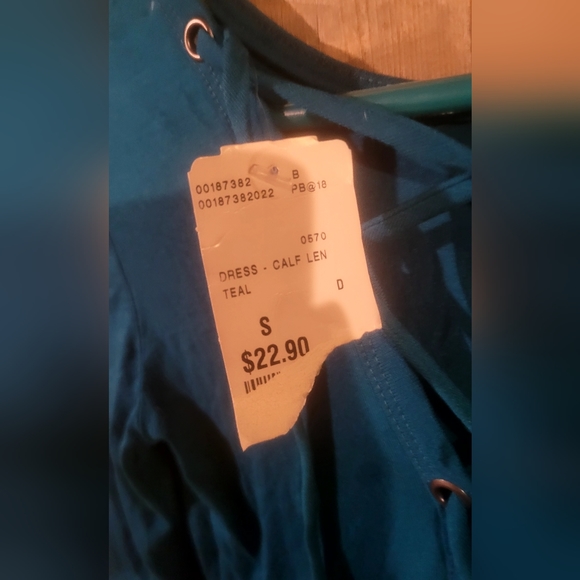 00187382 B
00187382022 PB@18
0570
DRESS - CALF LEN
TEAL D
S
$22.90